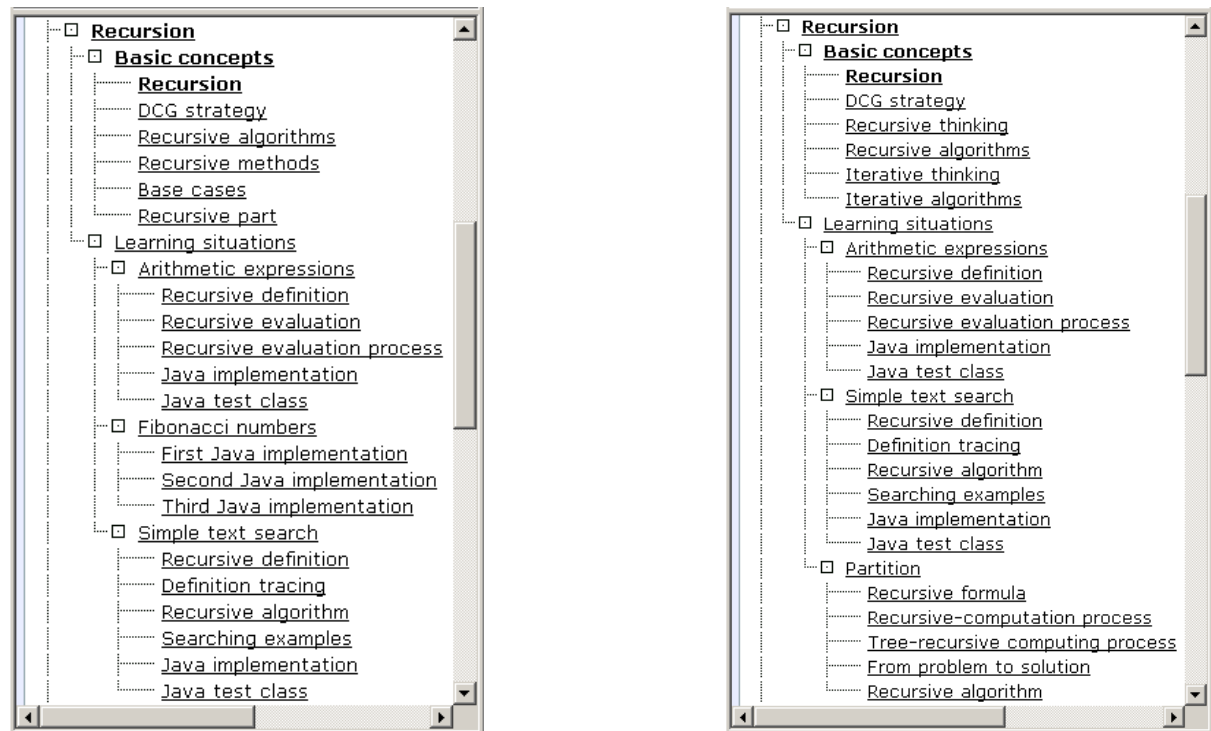 Recursion
Basic concepts
Recursion
DCG strategy
Recursive algorithms
Recursive methods
Base cases
Recursive part
Learning situations
Arithmetic expressions
Recursive definition
Recursive evaluation
Recursive evaluation process
Java implementation
Java test class
Fibonacci numbers
First Java implementation
Second Java implementation
Third Java implementation
Simple text search
Recursive definition
Definition tracing
Recursive algorithm
Searching examples
Java implementation
Java test class
Recursion
Basic concepts
Recursion
DCG strategy
Recursive thinking
Recursive algorithms
Iterative thinking
Iterative algorithms
Learning situations
Arithmetic expressions
Recursive definition
Recursive evaluation
Recursive evaluation process
Java implementation
Java test class
Simple text search
Recursive definition
Definition tracing
Recursive algorithm
Searching examples
Java implementation
Java test class
Partition
Recursive formula
Recursive-computation process
Tree-recursive computing process
From problem to solution
Recursive algorithm